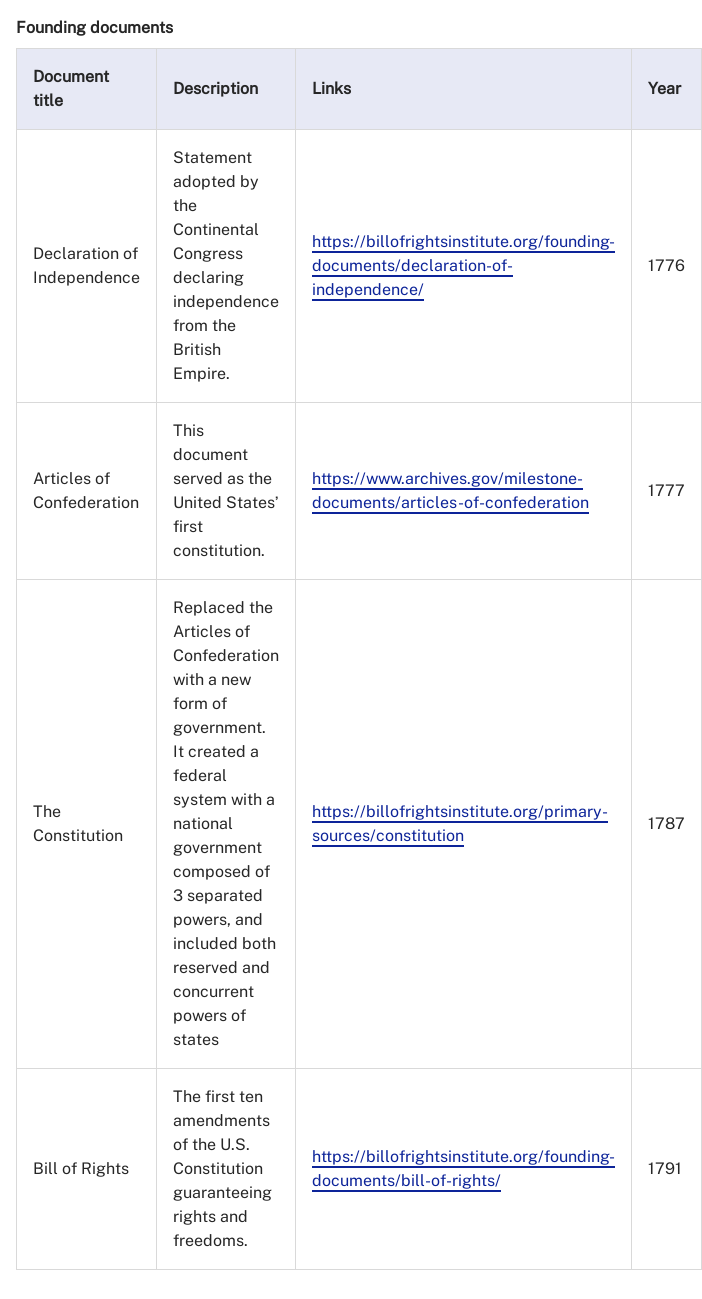 Founding documents
Document
title
Description
Links
Year
Declaration of
Independence
Statement
adopted by
the
Continental
Congress
declaring
independence
from the
British
Empire.
https://billofrightsinstitute.org/founding-
documents/declaration-of-
independence/
1776
Articles of
Confederation
This
document
served as the
United States’
first
constitution.
https://www.archives.gov/milestone-
documents/articles-of-confederation
1777
The
Constitution
Replaced the
Articles of
Confederation
with a new
form of
government.
It created a
federal
system with a
national
government
composed of
3 separated
powers, and
included both
reserved and
concurrent
powers of
states
https://billofrightsinstitute.org/primary-
sources/constitution
1787
Bill of Rights
The first ten
amendments
of the U.S.
Constitution
guaranteeing
rights and
freedoms.
https://billofrightsinstitute.org/founding-
documents/bill-of-rights/
1791